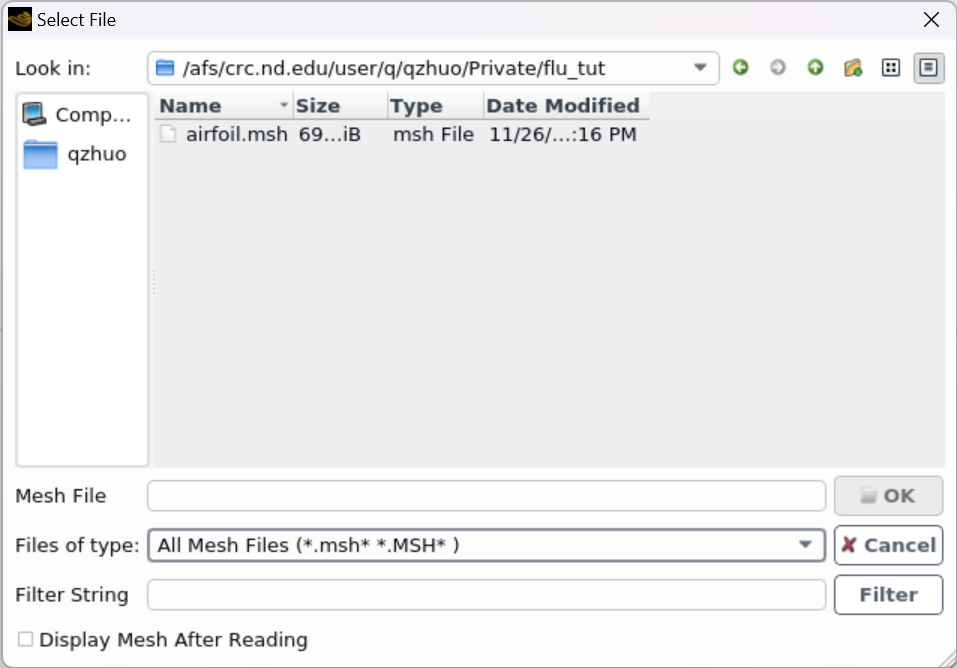 Select File
Look in: /afs/crc.nd.edu/user/q/qzhuo/Private/flu_tut
Comp...
qzhuo
Name Size Type Date Modified
airfoil.msh 69...iB msh File 11/26/...:16 PM
Mesh File OK
Files of type: All Mesh Files (*.msh* *.MSH* ) Cancel
Filter String Filter
Display Mesh After Reading